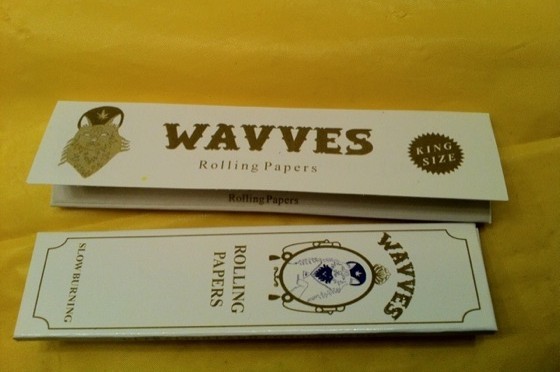 WAVVES
Rolling Papers
KING
SIZE
Rolling Papers
WAVVES
ROLLING
PAPERS
SLOW BURNING